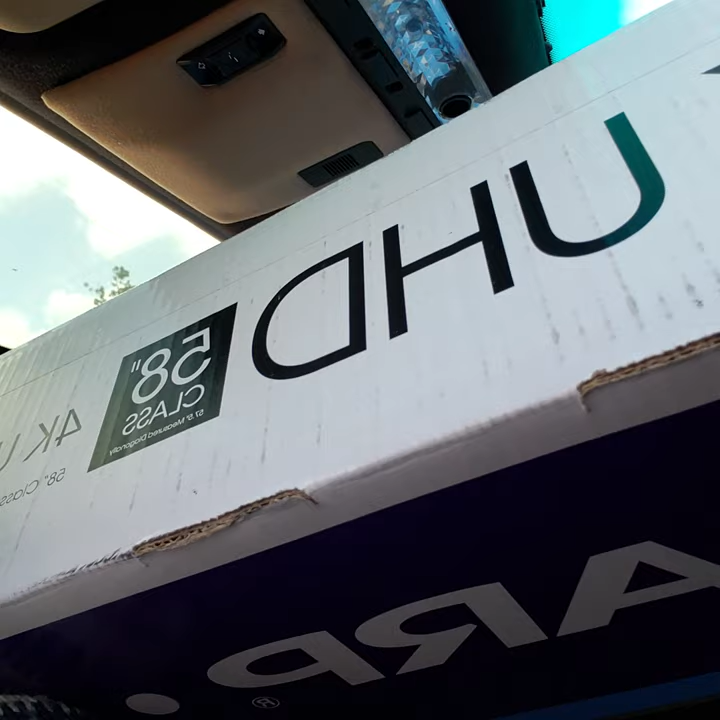 UHD
58"
CLASS
57.5" Measured Diagonally
4K U
58" Class
ARP®